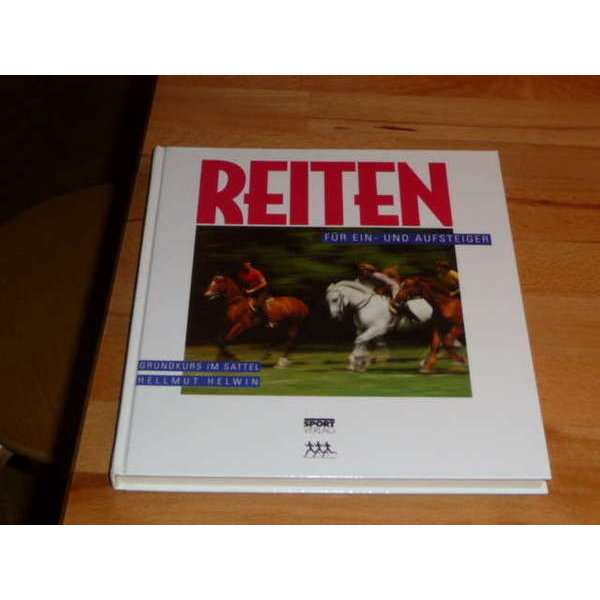 REITEN
FÜR EIN- UND AUFSTEIGER
GRUNDKURS IM SATTEL
HELLMUT HELWIN
SPORT
VERLAG